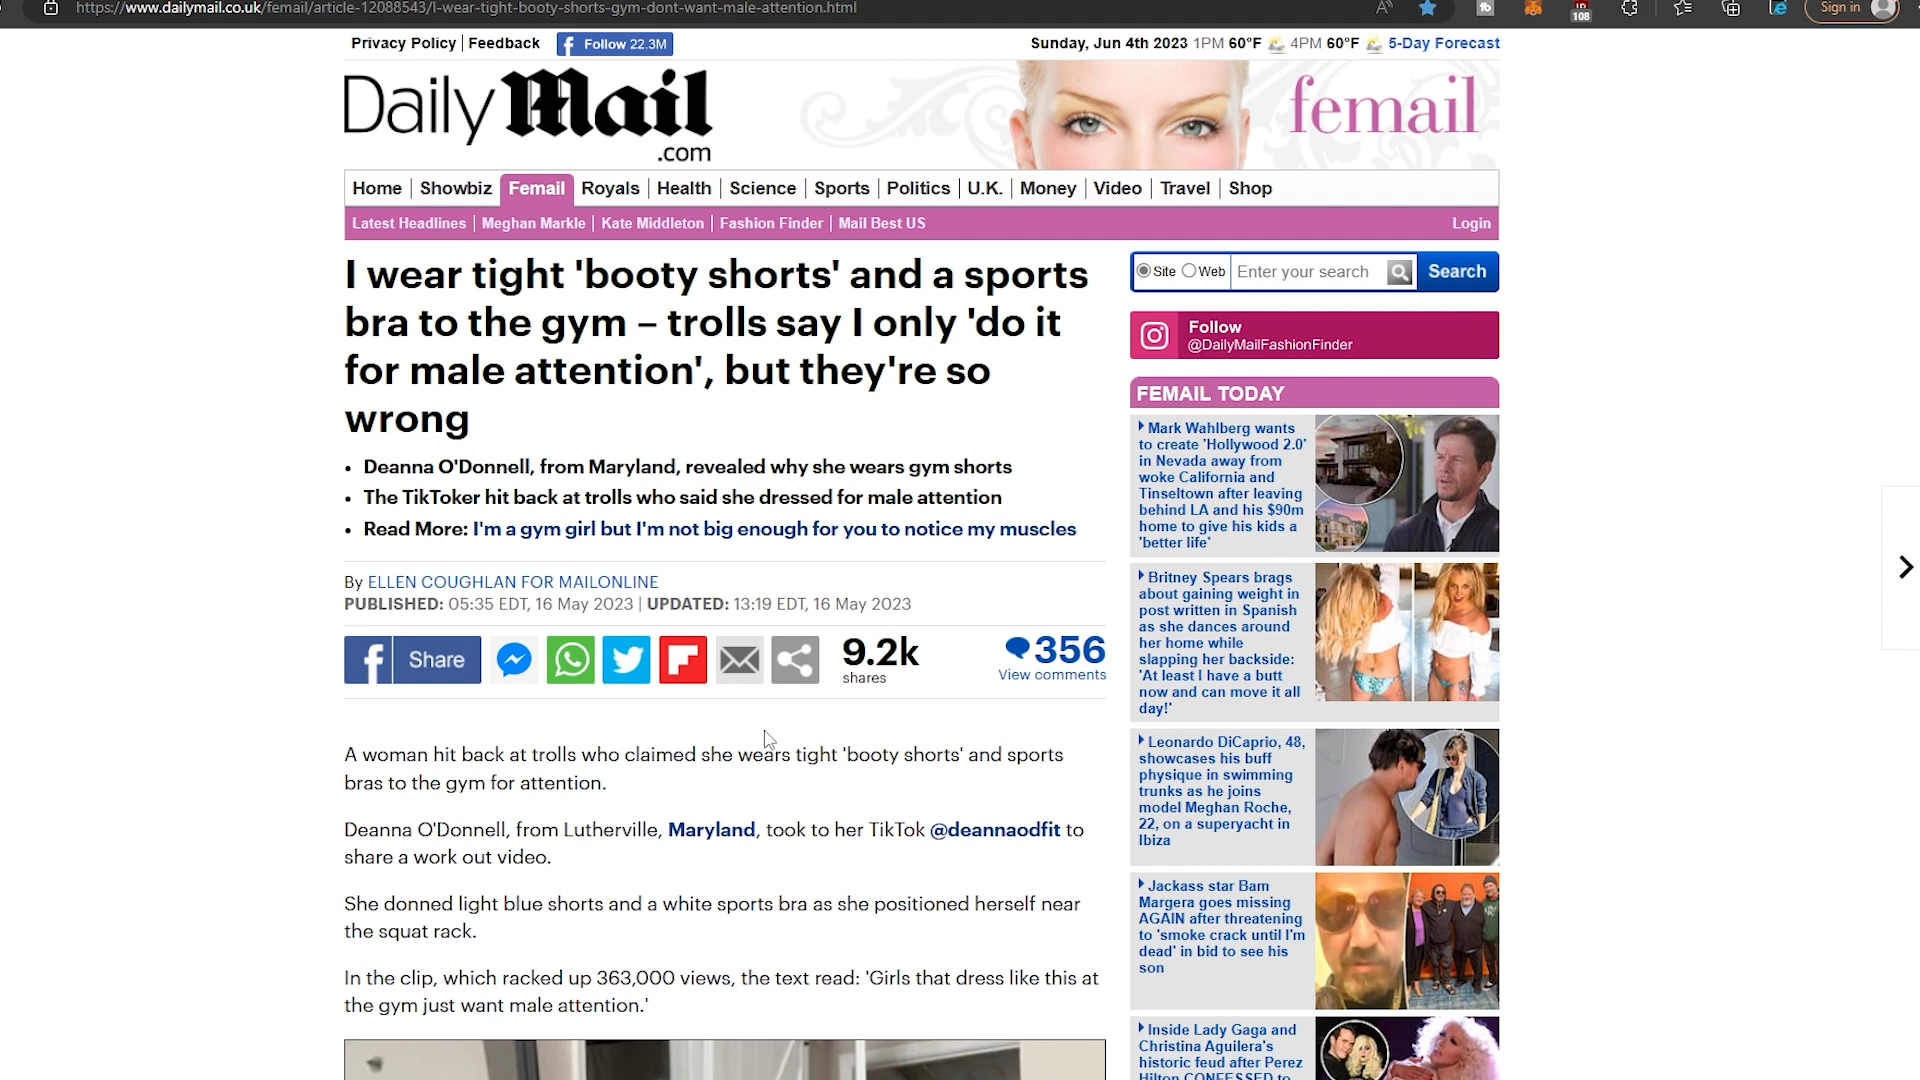 https://www.dailymail.co.uk/femail/article-12088543/I-wear-tight-booty-shorts-gym-dont-want-male-attention.html
108
Sign in
Privacy Policy | Feedback
Follow 22.3M
Sunday, Jun 4th 2023 1PM 60°F 4PM 60°F 5-Day Forecast
Daily Mail
.com
femail
Home | Showbiz Femail Royals | Health | Science | Sports | Politics | U.K. | Money | Video | Travel | Shop
Latest Headlines | Meghan Markle | Kate Middleton | Fashion Finder | Mail Best US
Login
I wear tight 'booty shorts' and a sports
bra to the gym – trolls say I only 'do it
for male attention', but they're so
wrong
• Deanna O'Donnell, from Maryland, revealed why she wears gym shorts
• The TikToker hit back at trolls who said she dressed for male attention
• Read More: I'm a gym girl but I'm not big enough for you to notice my muscles
By ELLEN COUGHLAN FOR MAILONLINE
PUBLISHED: 05:35 EDT, 16 May 2023 | UPDATED: 13:19 EDT, 16 May 2023
Share
9.2k
shares
356
View comments
A woman hit back at trolls who claimed she wears tight 'booty shorts' and sports
bras to the gym for attention.
Deanna O'Donnell, from Lutherville, Maryland, took to her TikTok @deannaodfit to
share a work out video.
She donned light blue shorts and a white sports bra as she positioned herself near
the squat rack.
In the clip, which racked up 363,000 views, the text read: 'Girls that dress like this at
the gym just want male attention.'
Site Web Enter your search Search
Follow
@DailyMailFashionFinder
FEMAIL TODAY
Mark Wahlberg wants
to create 'Hollywood 2.0'
in Nevada away from
woke California and
Tinseltown after leaving
behind LA and his $90m
home to give his kids a
'better life'
Britney Spears brags
about gaining weight in
post written in Spanish
as she dances around
her home while
slapping her backside:
'At least I have a butt
now and can move it all
day!'
Leonardo DiCaprio, 48,
showcases his buff
physique in swimming
trunks as he joins
model Meghan Roche,
22, on a superyacht in
Ibiza
Jackass star Bam
Margera goes missing
AGAIN after threatening
to 'smoke crack until I'm
dead' in bid to see his
son
Inside Lady Gaga and
Christina Aguilera's
historic feud after Perez
Hilton CONFESSED to